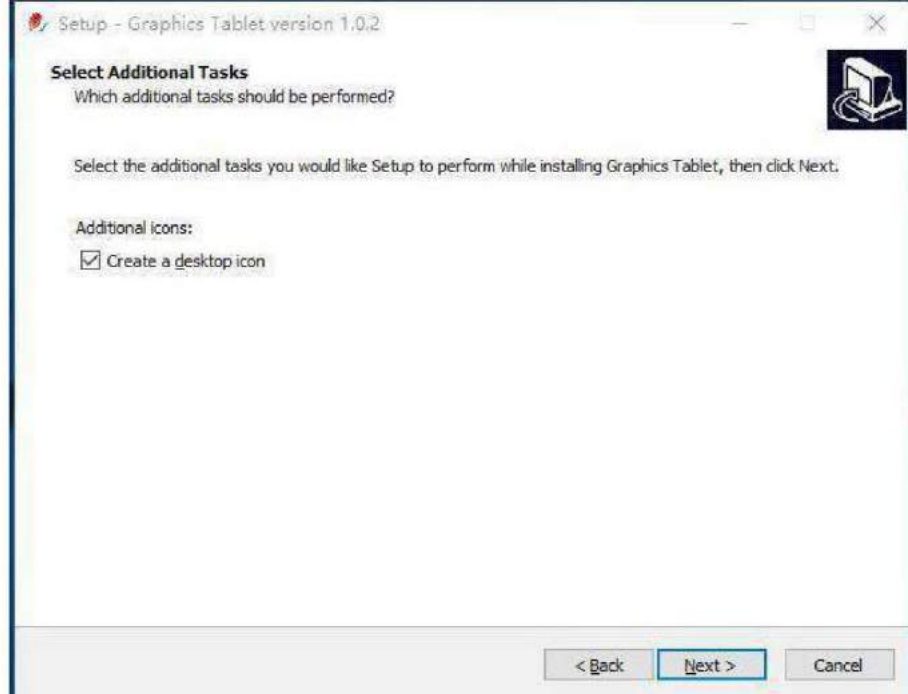 Setup - Graphics Tablet version 1.0.2
Select Additional Tasks
Which additional tasks should be performed?
Select the additional tasks you would like Setup to perform while installing Graphics Tablet, then click Next.
Additional icons:
Create a desktop icon
< Back Next > Cancel